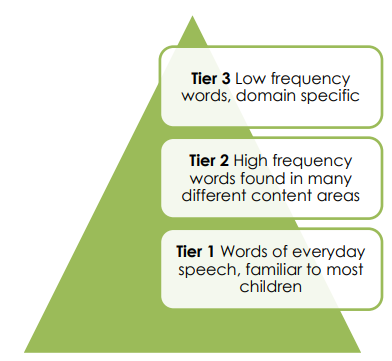 Tier 3 Low frequency
words, domain specific
Tier 2 High frequency
words found in many
different content areas
Tier 1 Words of everyday
speech, familiar to most
children